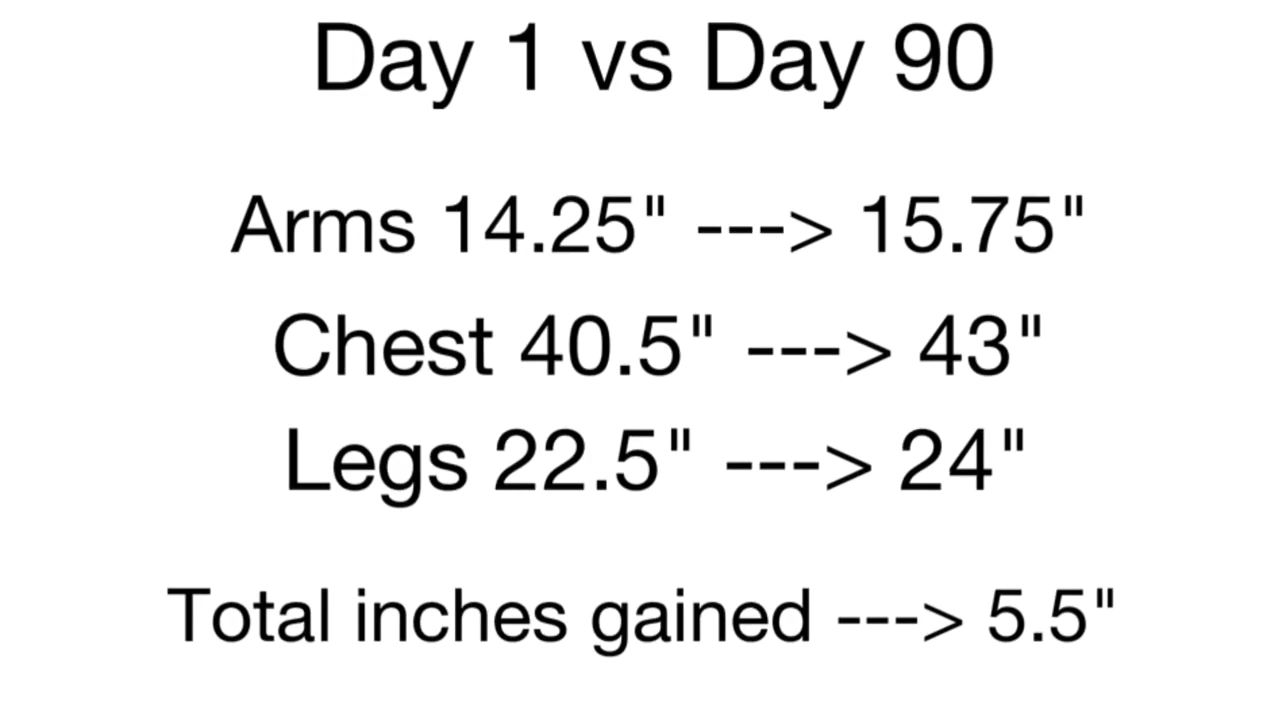 Day 1 vs Day 90
Arms 14.25" ---> 15.75"
Chest 40.5" ---> 43"
Legs 22.5" ---> 24"
Total inches gained ---> 5.5"